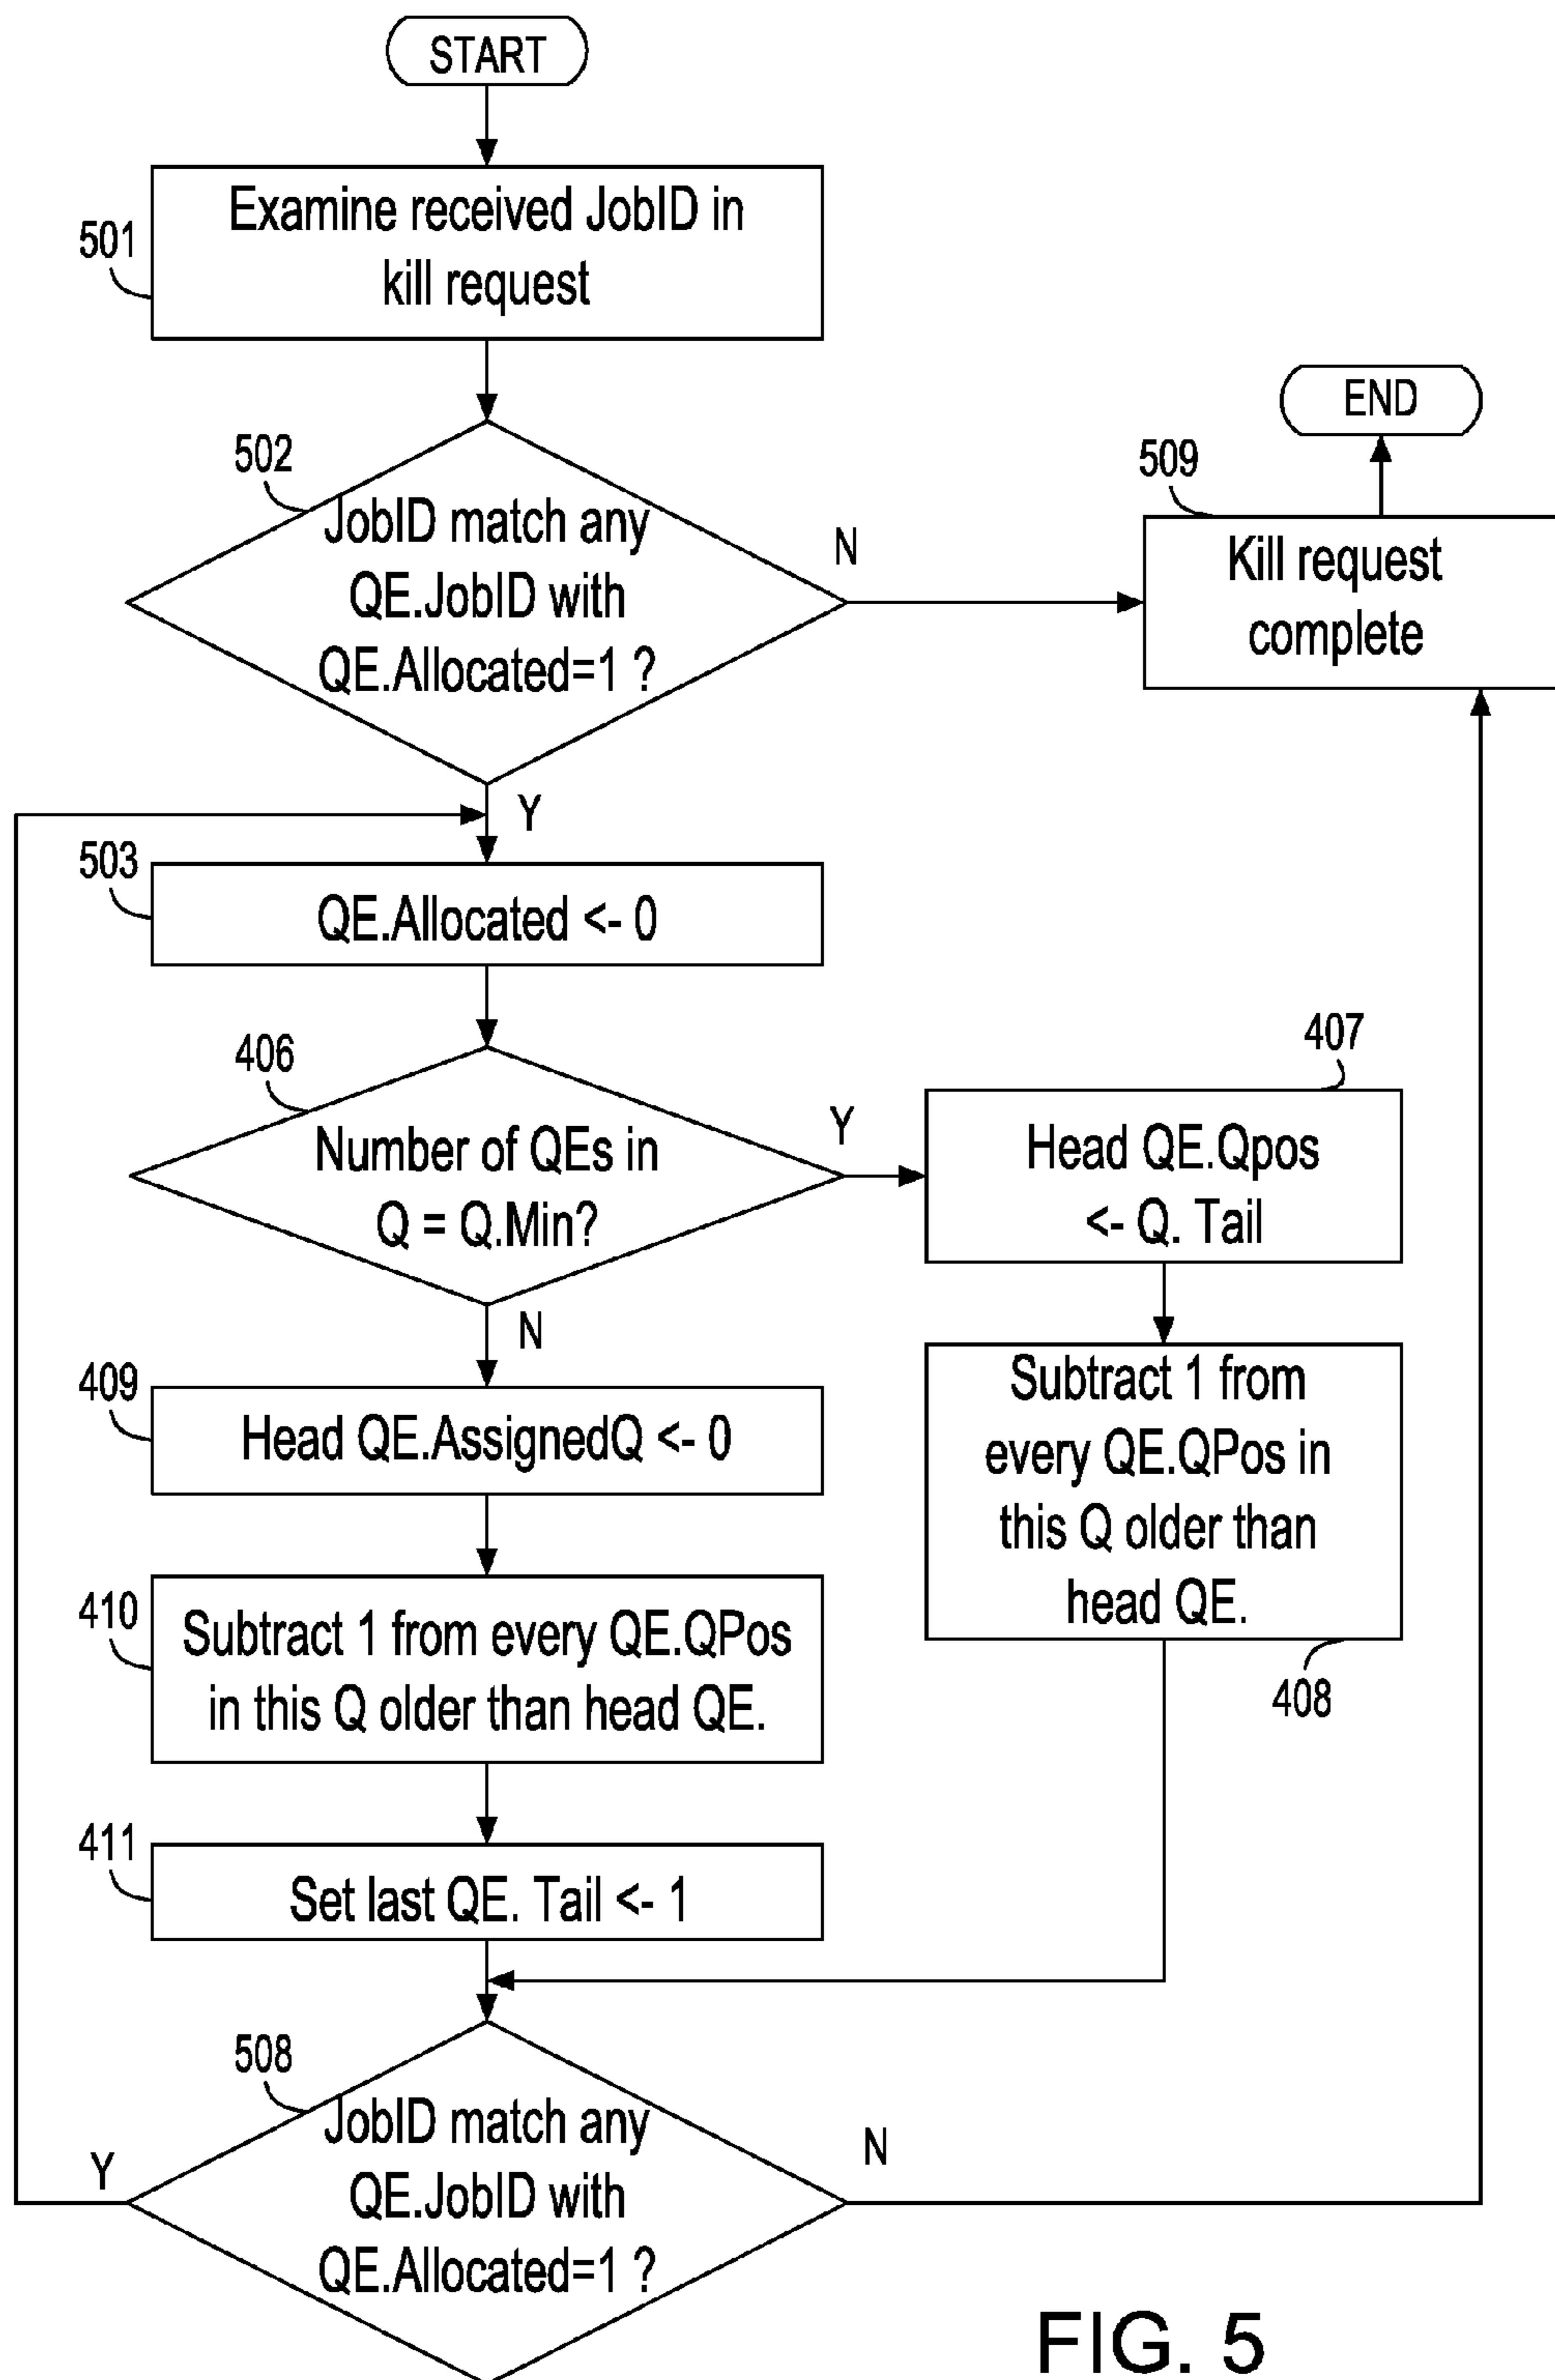 START
501
Examine received JobID in
kill request
502
JobID match any
QE.JobID with
QE.Allocated=1 ?
N
END
509
Kill request
complete
Y
503
QE.Allocated <- 0
406
Number of QEs in
Q = Q.Min?
Y
407
Head QE.Qpos
<- Q. Tail
N
409
Head QE.AssignedQ <- 0
Subtract 1 from
every QE.QPos in
this Q older than
head QE.
408
410
Subtract 1 from every QE.QPos
in this Q older than head QE.
411
Set last QE. Tail <- 1
508
JobID match any
QE.JobID with
QE.Allocated=1 ?
Y
N
FIG. 5